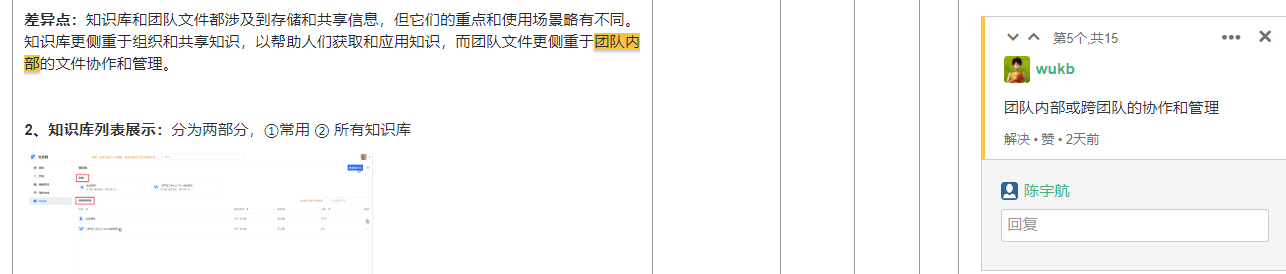 差异点：知识库和团队文件都涉及到存储和共享信息，但它们的重点和使用场景略有不同。
知识库更侧重于组织和共享知识，以帮助人们获取和应用知识，而团队文件更侧重于团队内
部的文件协作和管理。
2、知识库列表展示：分为两部分，①常用 ② 所有知识库
第5个,共15
wukb
团队内部或跨团队的协作和管理
解决 • 赞 • 2天前
陈宇航
回复